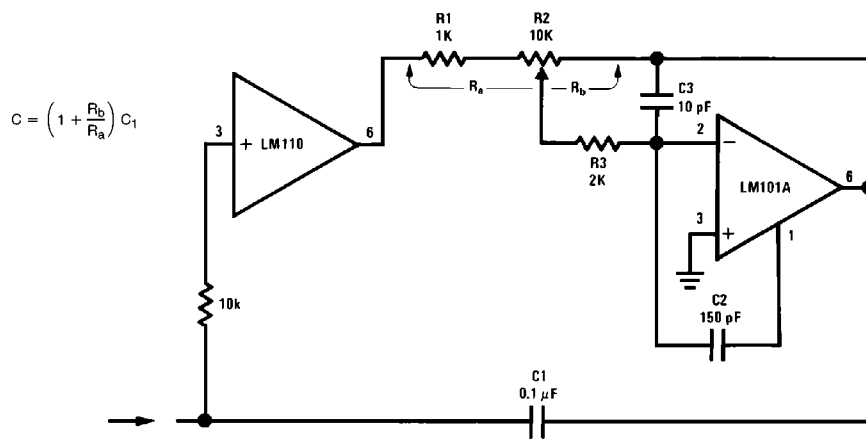 R1
1K
R2
10K
Ra
Rb
C3
10 pF
C = (1 + Rb/Ra) C1
3
+
LM110
6
R3
2K
2
−
LM101A
6
3
+
1
10k
C2
150 pF
C1
0.1 μF